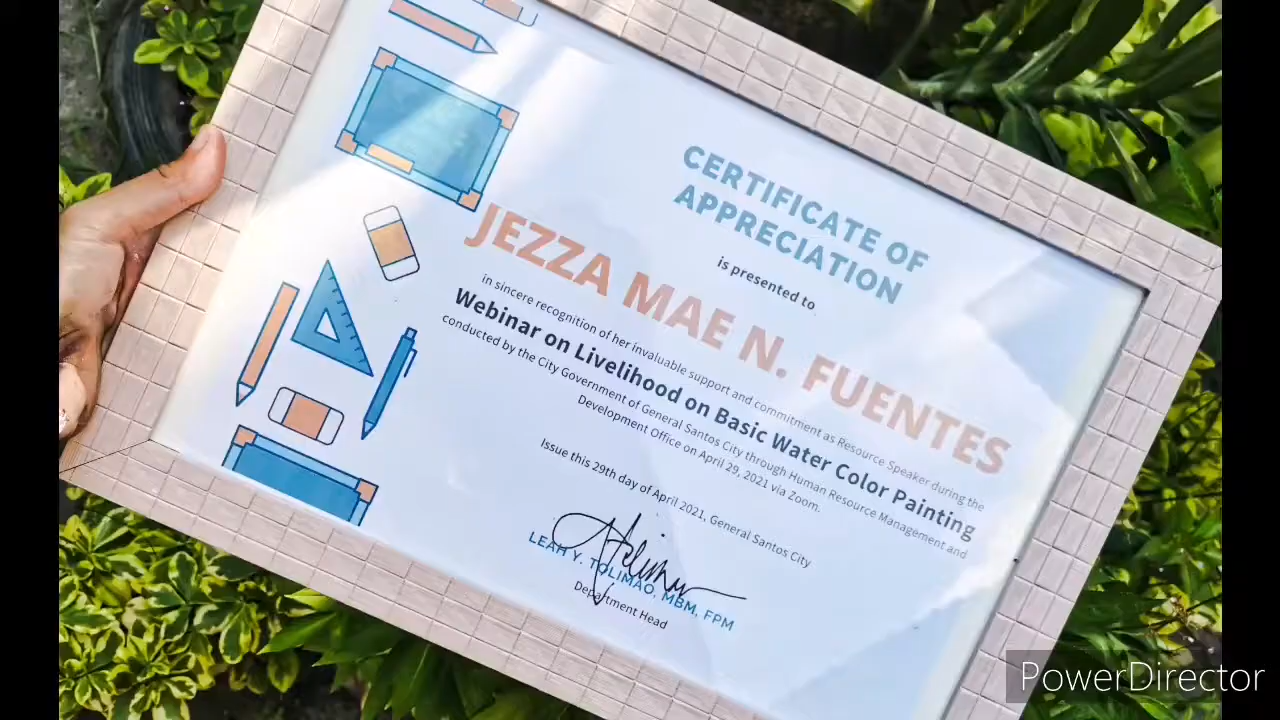 CERTIFICATE OF
APPRECIATION
is presented to
JEZZA MAE N. FUENTES
in sincere recognition of her invaluable support and commitment as Resource Speaker during the
Webinar on Livelihood on Basic Water Color Painting
conducted by the City Government of General Santos City through Human Resource Management and
Development Office on April 29, 2021 via Zoom.
Issue this 29th day of April 2021, General Santos City
LEAH Y. TOLIMAO, MBM, FPM
Department Head
PowerDirector